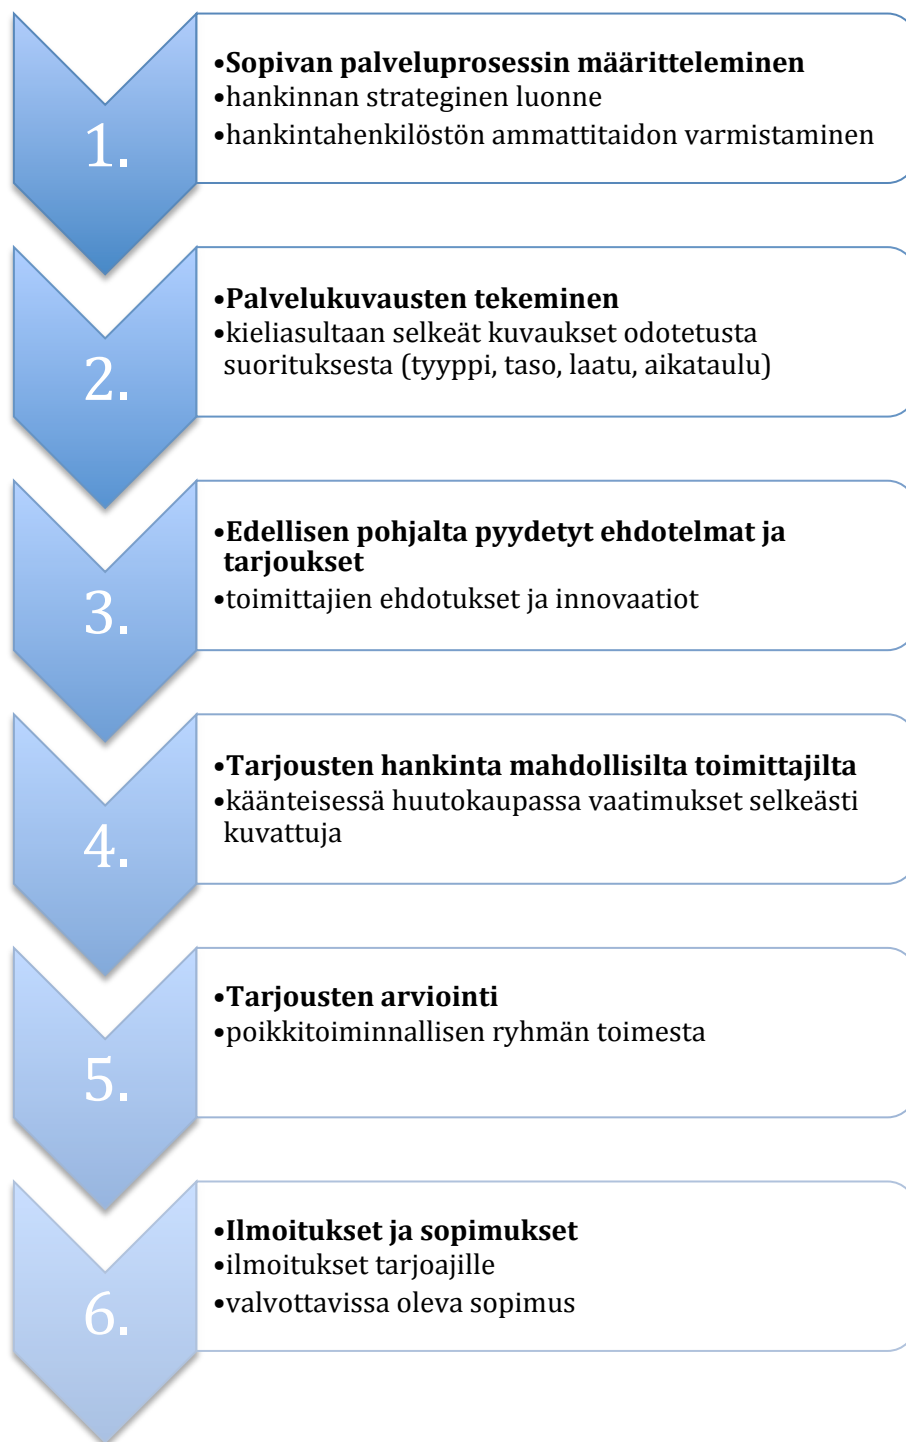 1.
•Sopivan palveluprosessin määritteleminen
•hankinnan strateginen luonne
•hankintahenkilöstön ammattitaidon varmistaminen
2.
•Palvelukuvausten tekeminen
•kieliasultaan selkeät kuvaukset odotetusta
suorituksesta (tyyppi, taso, laatu, aikataulu)
3.
•Edellisen pohjalta pyydetyt ehdotelmat ja
tarjoukset
•toimittajien ehdotukset ja innovaatiot
4.
•Tarjousten hankinta mahdollisilta toimittajilta
•käänteisessä huutokaupassa vaatimukset selkeästi
kuvattuja
5.
•Tarjousten arviointi
•poikkitoiminnallisen ryhmän toimesta
6.
•Ilmoitukset ja sopimukset
•ilmoitukset tarjoajille
•valvottavissa oleva sopimus